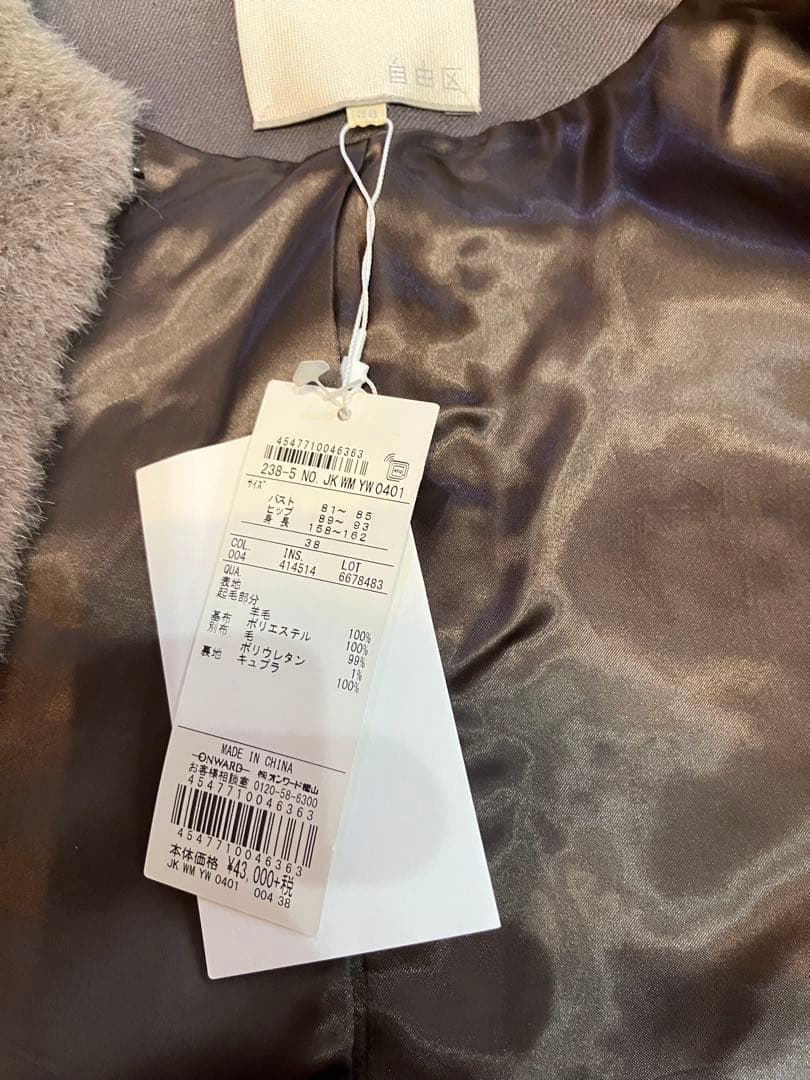 自由区
4547710046363
238-5 NO. JK WM YW 0401
サイズ
バスト 81～ 85
ヒップ 89～ 93
身長 158～162
38
COL. INS. LOT
004 414514 6678483
QUA.
表地
起毛部分
羊毛 100%
基布 ポリエステル 100%
別布 毛 99%
ポリウレタン 1%
裏地 キュプラ 100%
MADE IN CHINA
ONWARD ㈱オンワード樫山
お客様相談室 0120-58-6300
4547710046363
4547710046363
本体価格 ¥43,000+税
JK WM YW 0401 004 38